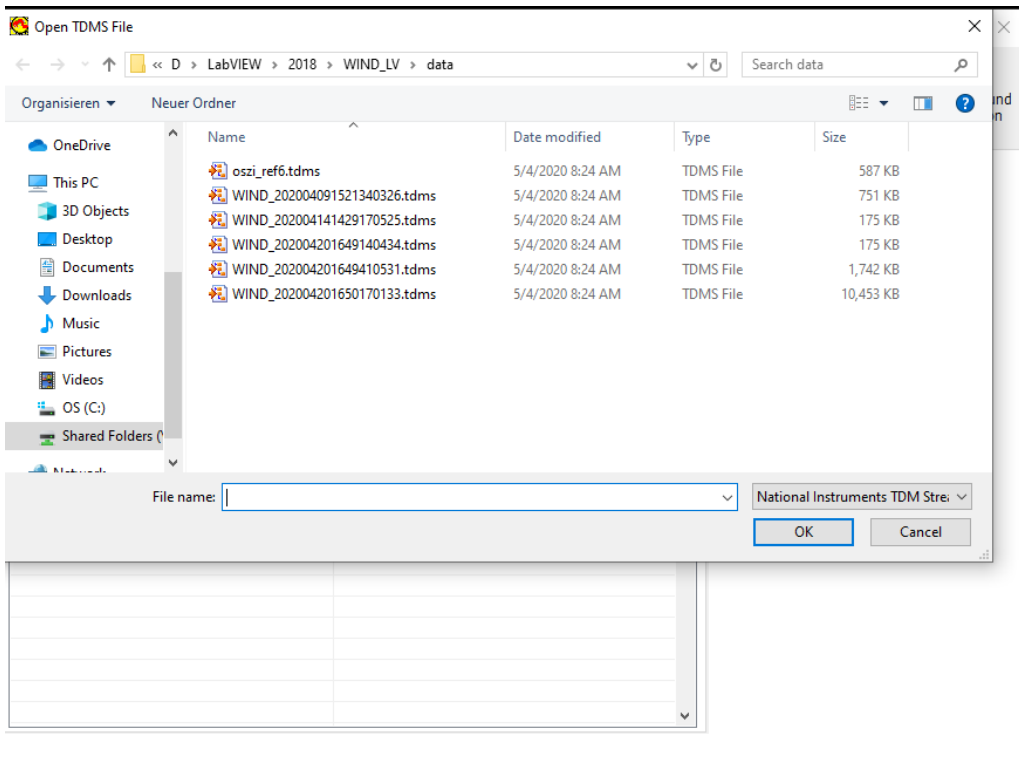 Open TDMS File
« D > LabVIEW > 2018 > WIND_LV > data
Search data
Organisieren
Neuer Ordner
Name Date modified Type Size
OneDrive
This PC
3D Objects
Desktop
Documents
Downloads
Music
Pictures
Videos
OS (C:)
Shared Folders (
oszi_ref6.tdms 5/4/2020 8:24 AM TDMS File 587 KB
WIND_202004091521340326.tdms 5/4/2020 8:24 AM TDMS File 751 KB
WIND_202004141429170525.tdms 5/4/2020 8:24 AM TDMS File 175 KB
WIND_202004201649140434.tdms 5/4/2020 8:24 AM TDMS File 175 KB
WIND_202004201649410531.tdms 5/4/2020 8:24 AM TDMS File 1,742 KB
WIND_202004201650170133.tdms 5/4/2020 8:24 AM TDMS File 10,453 KB
File name:
National Instruments TDM Stre
OK
Cancel